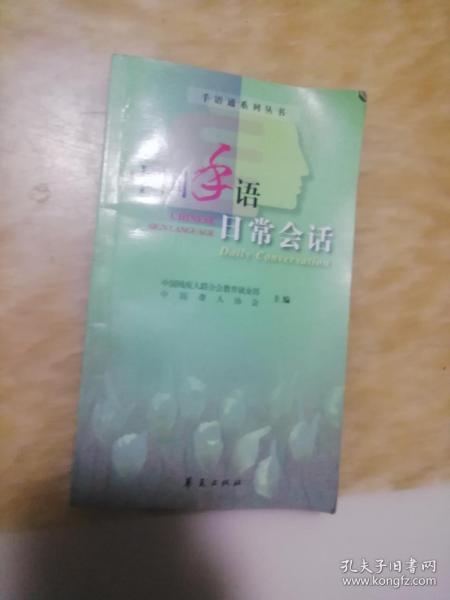 手语通系列丛书
中国手语
CHINESE
SIGN LANGUAGE
日常会话
Daily Conversation
中国残疾人联合会教育就业部
中国聋人协会
主编
华夏出版社
孔夫子旧书网
www.kongfz.com